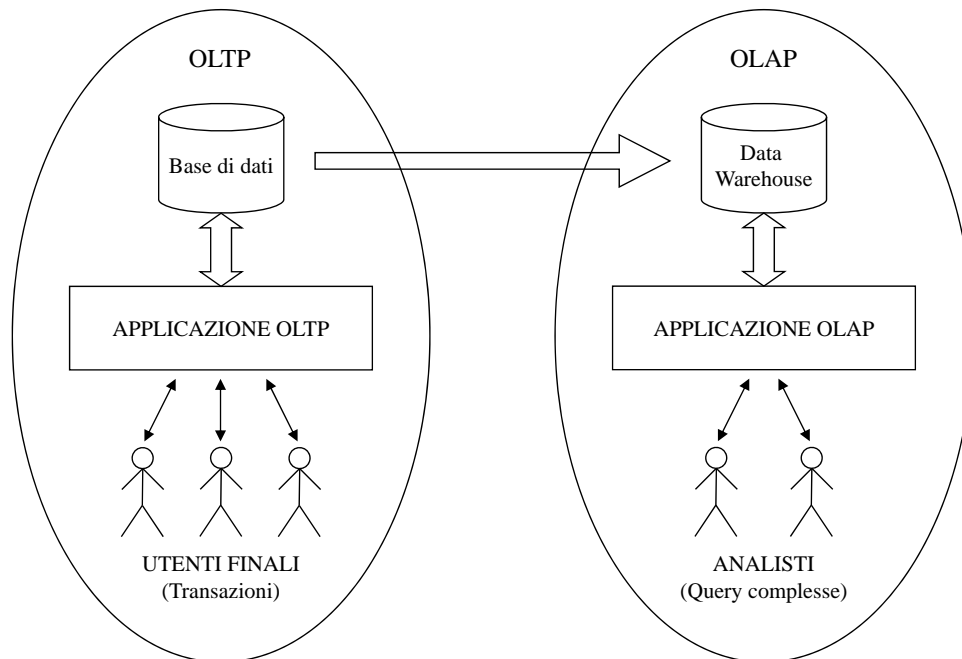 OLTP
Base di dati
APPLICAZIONE OLTP
UTENTI FINALI
(Transazioni)
OLAP
Data
Warehouse
APPLICAZIONE OLAP
ANALISTI
(Query complesse)